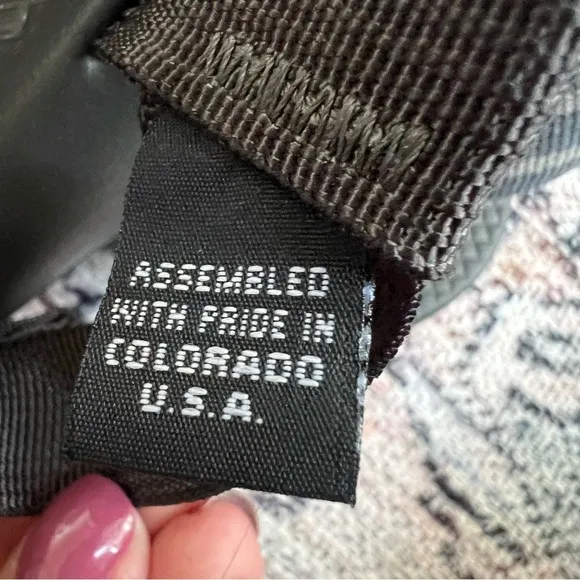 ASSEMBLED
WITH PRIDE IN
COLORADO
U.S.A.